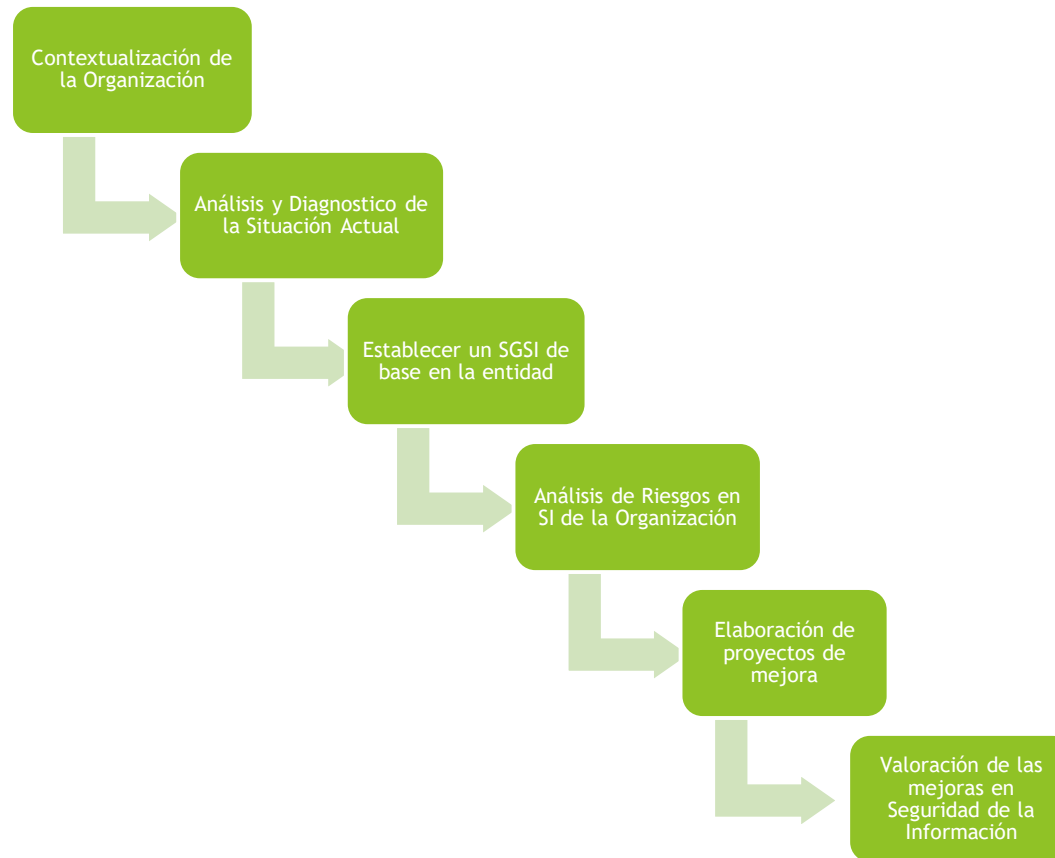 Contextualización de
la Organización
Análisis y Diagnostico de
la Situación Actual
Establecer un SGSI de
base en la entidad
Análisis de Riesgos en
SI de la Organización
Elaboración de
proyectos de
mejora
Valoración de las
mejoras en
Seguridad de la
Información